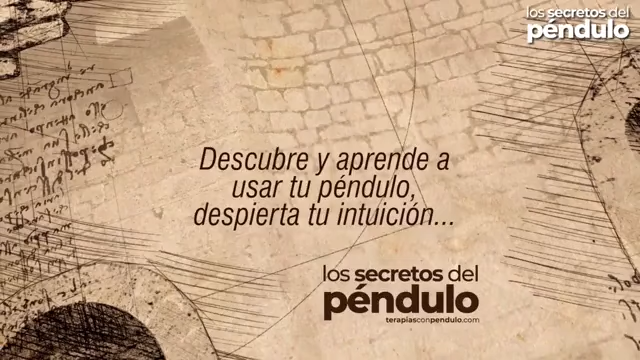 los secretos del
péndulo
Descubre y aprende a
usar tu péndulo,
despierta tu intuición...
los secretos del
péndulo
terapiasconpendulo.com